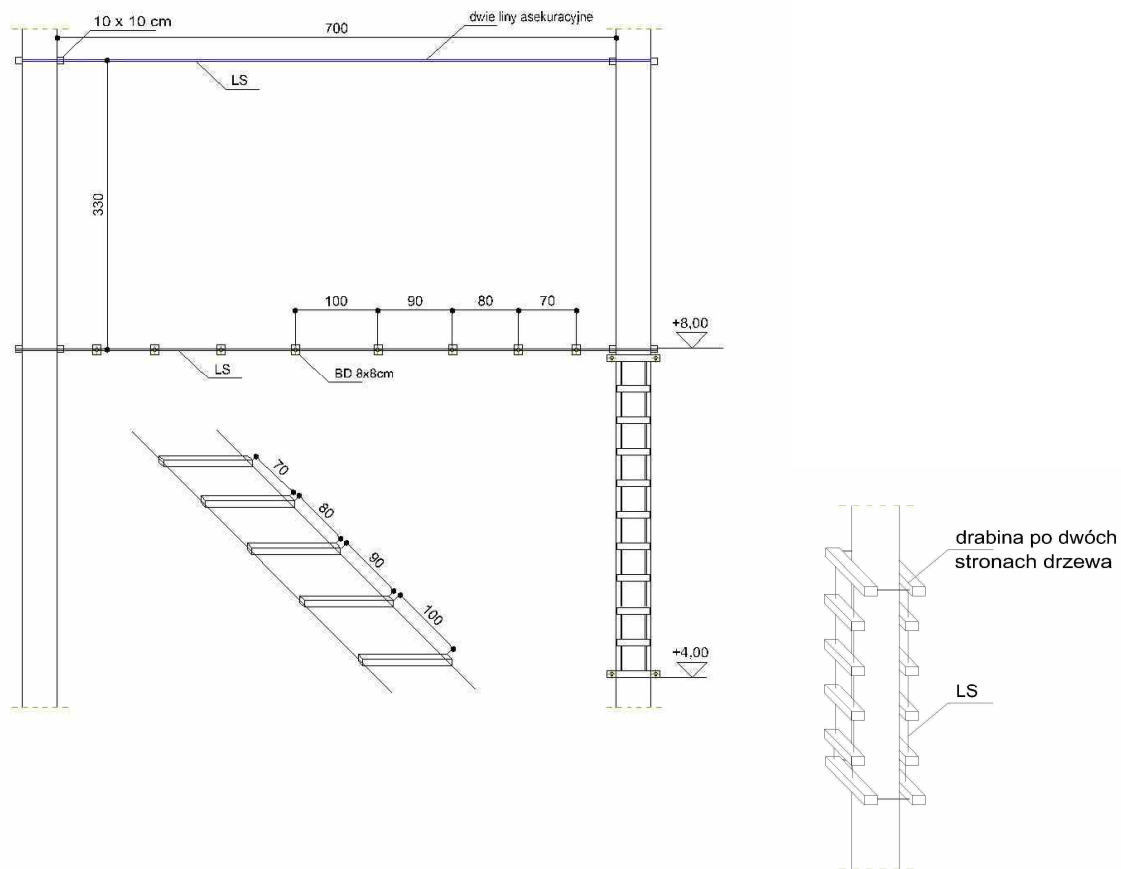 10 x 10 cm
dwie liny asekuracyjne
700
LS
330
100
90
80
70
+8,00
LS
BD 8x8cm
70
80
90
100
+4,00
drabina po dwóch
stronach drzewa
LS